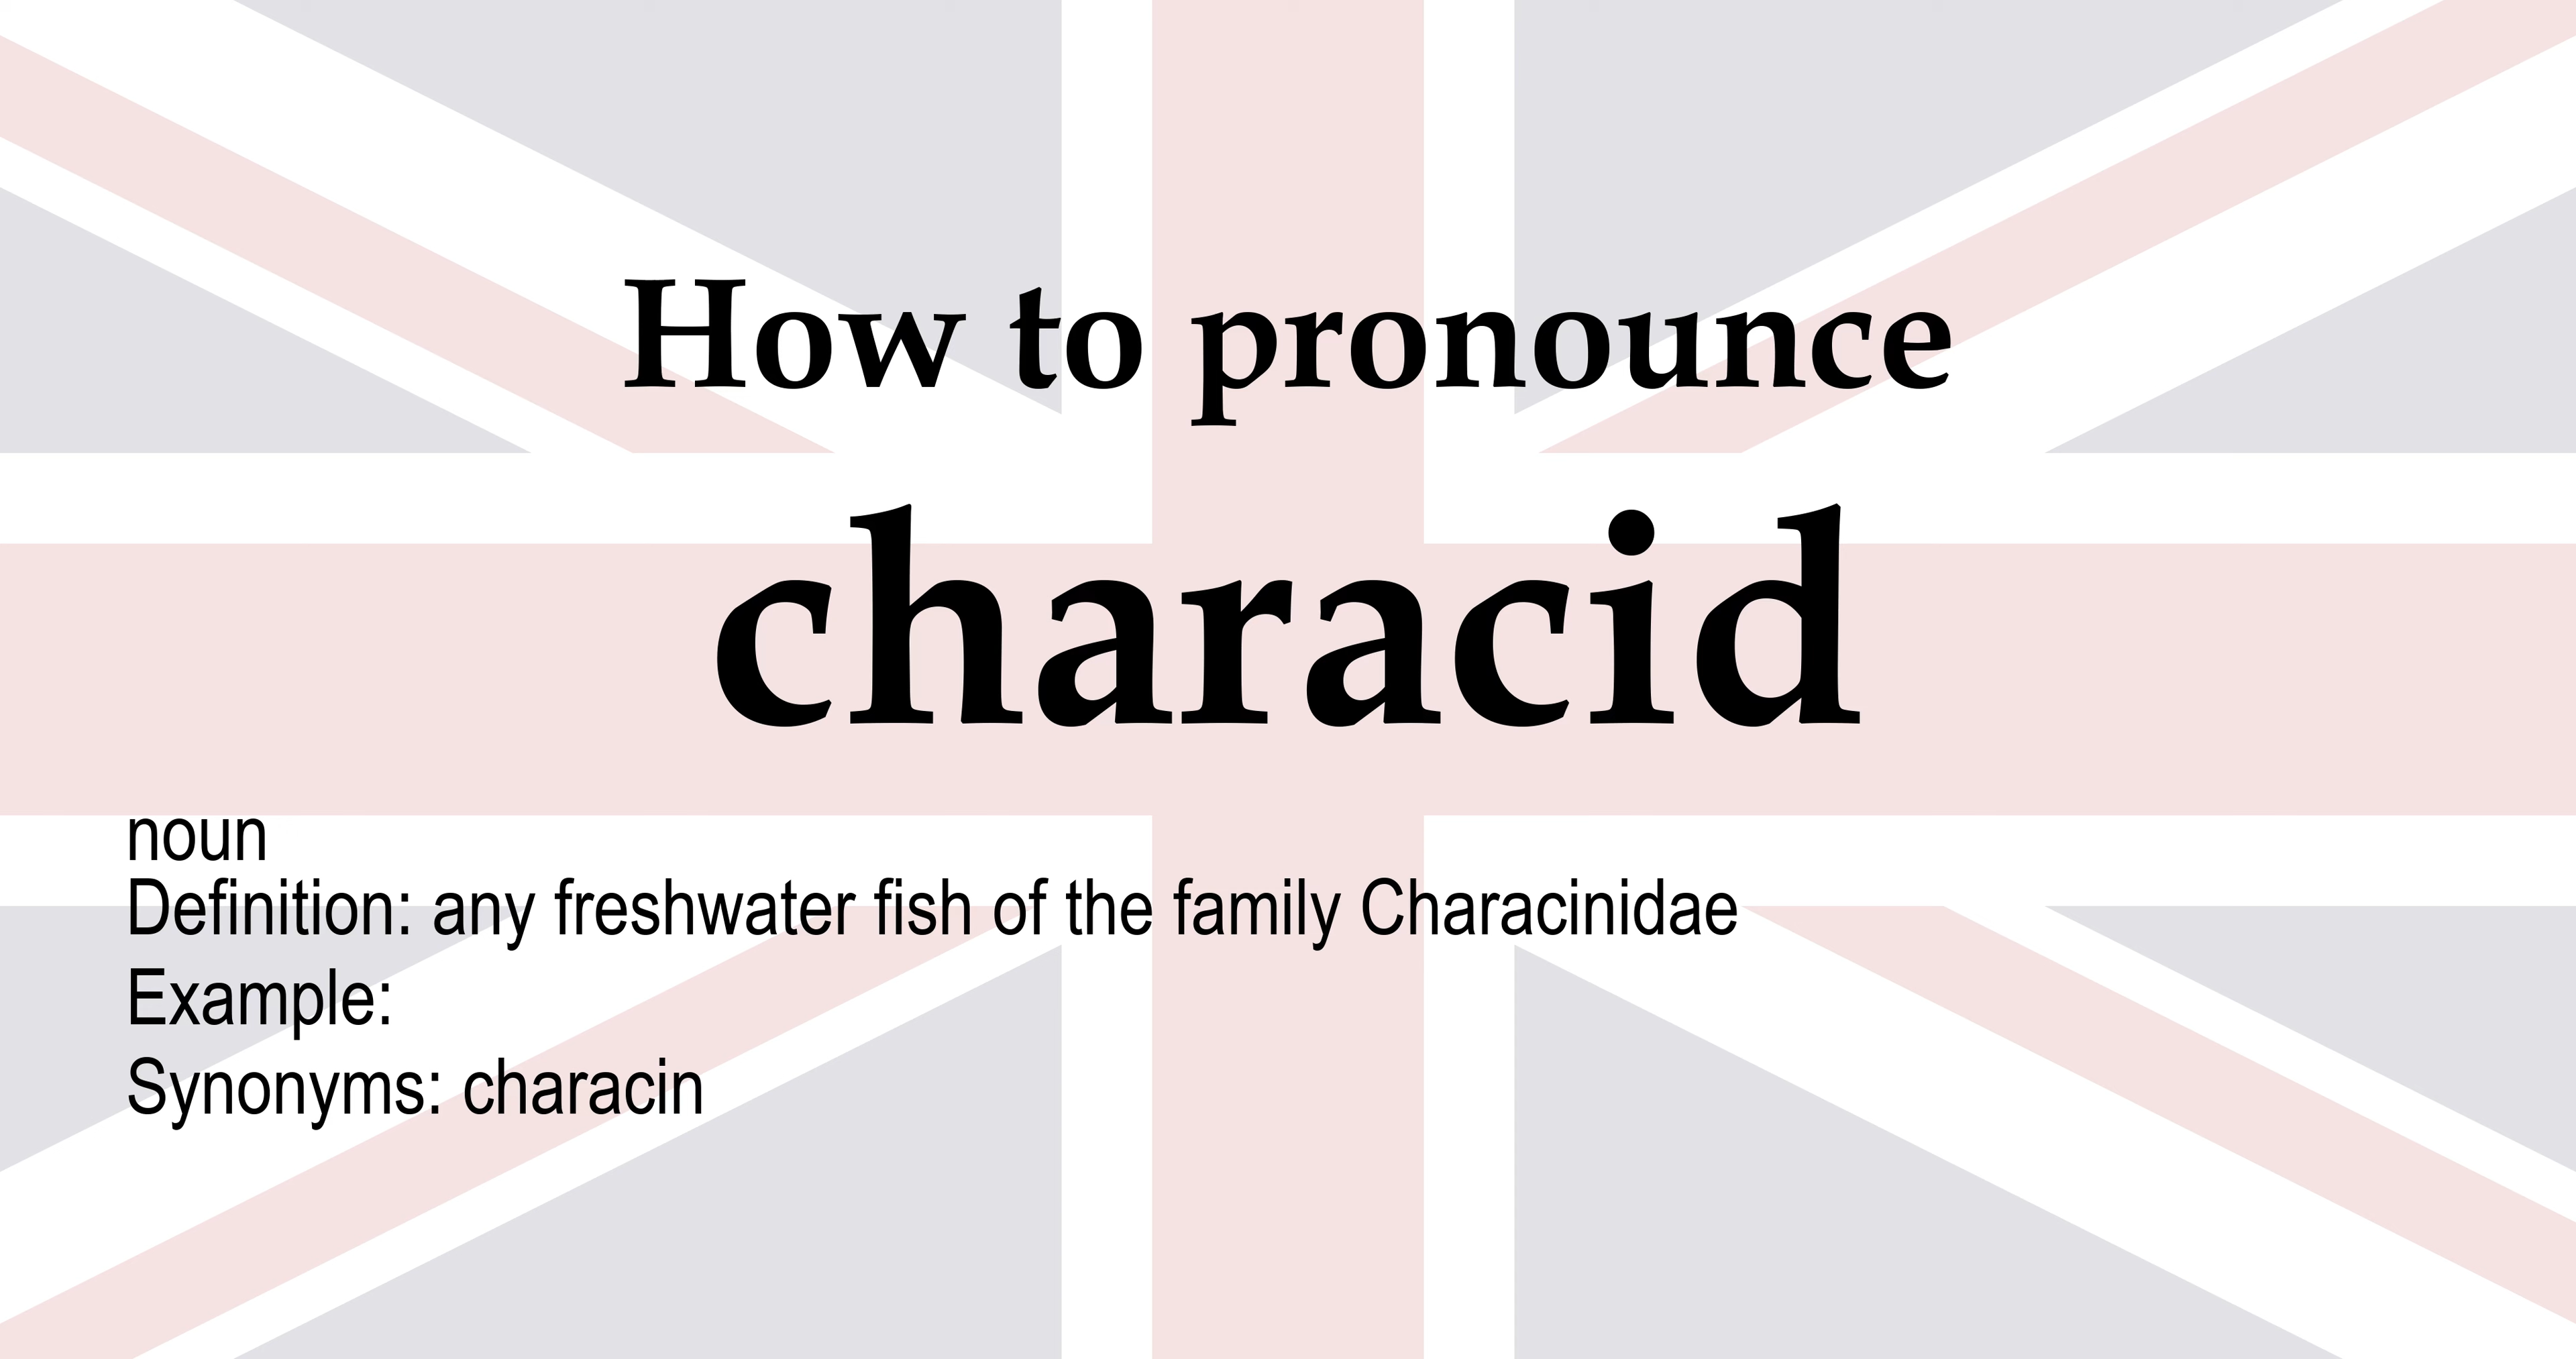 How to pronounce
characid
noun
Definition: any freshwater fish of the family Characinidae
Example:
Synonyms: characin